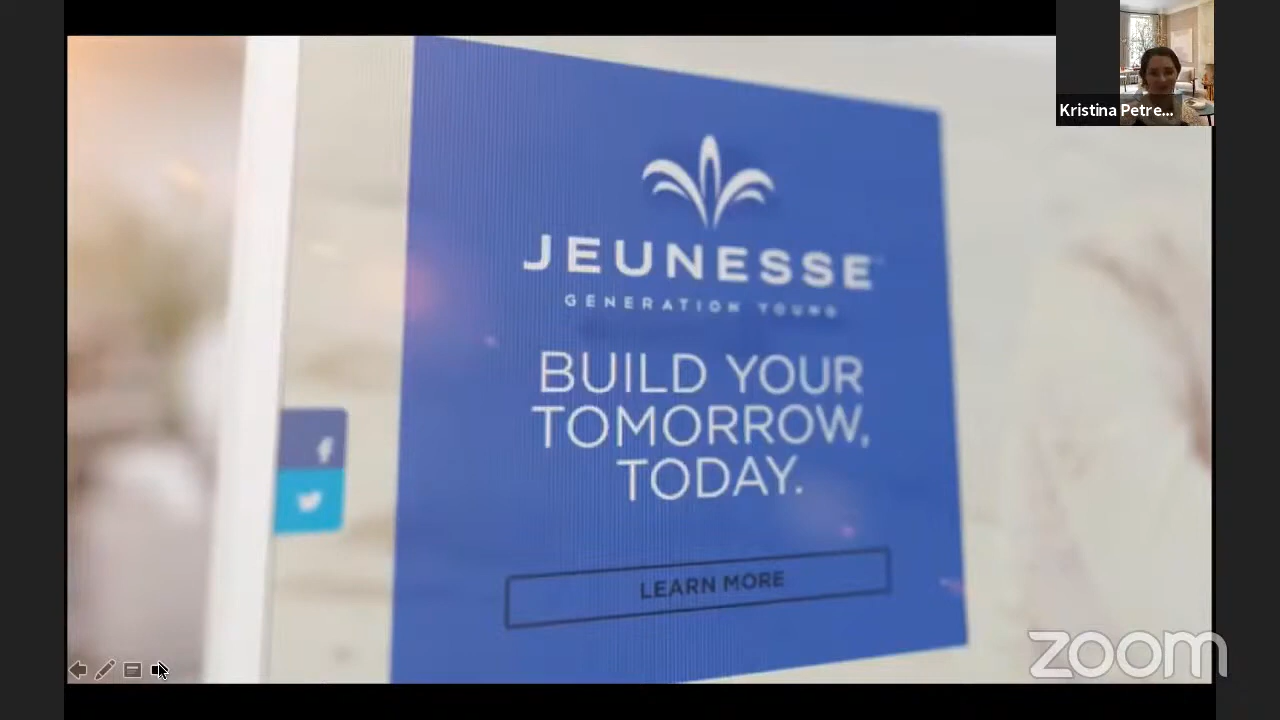 Kristina Petre...
JEUNESSE
GENERATION YOUNG
BUILD YOUR
TOMORROW,
TODAY.
LEARN MORE
zoom